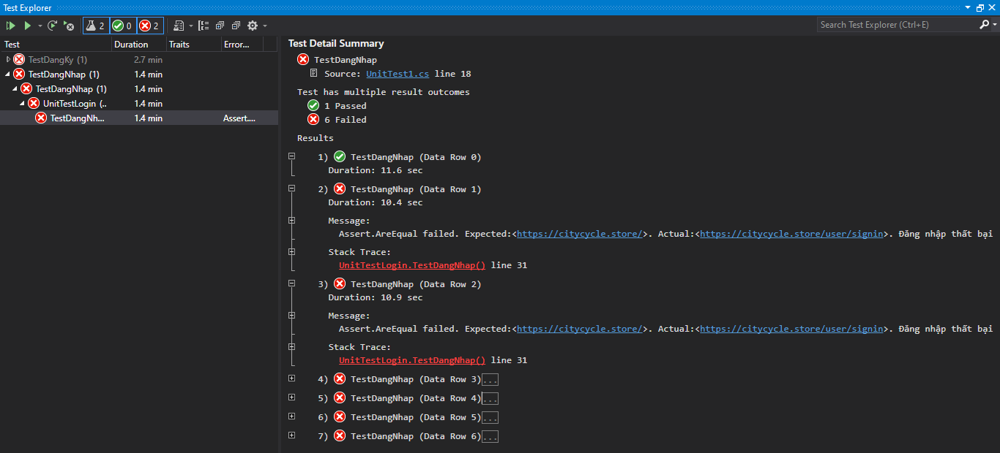 Test Explorer
2 0 2
Search Test Explorer (Ctrl+E)
Test Duration Traits Error...
TestDangKy (1) 2.7 min
TestDangNhap (1) 1.4 min
TestDangNhap (1) 1.4 min
UnitTestLogin (.. 1.4 min
TestDangNh... 1.4 min Assert....
Test Detail Summary
TestDangNhap
Source: UnitTest1.cs line 18
Test has multiple result outcomes
1 Passed
6 Failed
Results
1) TestDangNhap (Data Row 0)
Duration: 11.6 sec
2) TestDangNhap (Data Row 1)
Duration: 10.4 sec
Message:
Assert.AreEqual failed. Expected:<https://citycycle.store/>. Actual:<https://citycycle.store/user/signin>. Đăng nhập thất bại
Stack Trace:
UnitTestLogin.TestDangNhap() line 31
3) TestDangNhap (Data Row 2)
Duration: 10.9 sec
Message:
Assert.AreEqual failed. Expected:<https://citycycle.store/>. Actual:<https://citycycle.store/user/signin>. Đăng nhập thất bại
Stack Trace:
UnitTestLogin.TestDangNhap() line 31
4) TestDangNhap (Data Row 3)...
5) TestDangNhap (Data Row 4)...
6) TestDangNhap (Data Row 5)...
7) TestDangNhap (Data Row 6)...